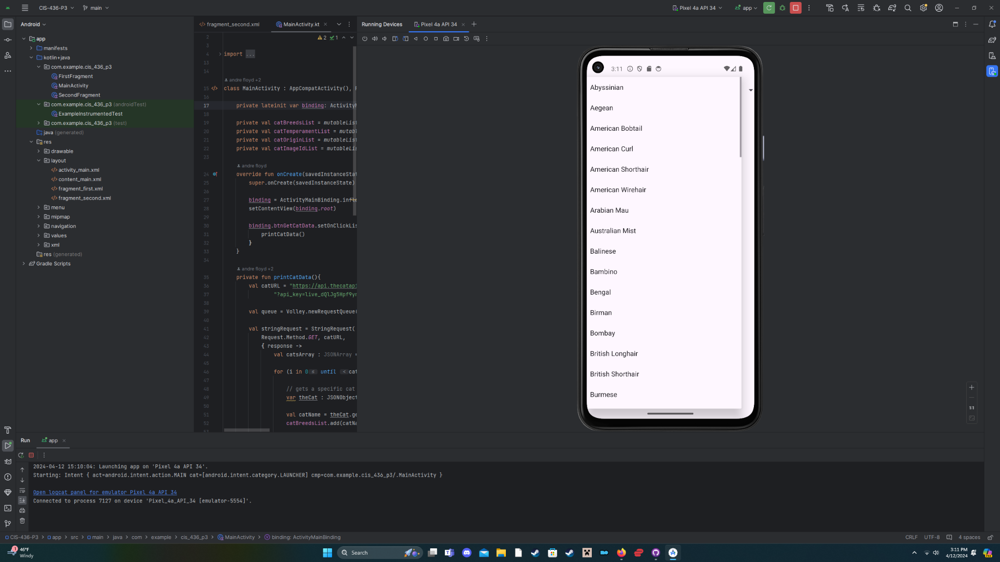 CIS-436-P3
main
Pixel 4a API 34
app
Android
fragment_second.xml
MainActivity.kt
Running Devices
Pixel 4a API 34
app
manifests
kotlin+java
com.example.cis_436_p3
FirstFragment
MainActivity
SecondFragment
com.example.cis_436_p3 (androidTest)
ExampleInstrumentedTest
com.example.cis_436_p3 (test)
java (generated)
res
drawable
layout
activity_main.xml
content_main.xml
fragment_first.xml
fragment_second.xml
menu
mipmap
navigation
values
xml
res (generated)
Gradle Scripts
2 1
2
3
4 import ...
13
14
andre floyd +2
15 class MainActivity : AppCompatActivity(),
16
17 private lateinit var binding: ActivityM
18
19 private val catBreedsList = mutableList
20 private val catTemperamentList = mutab
21 private val catOriginList = mutableList
22 private val catImageIdList = mutableLis
23
andre floyd
24 override fun onCreate(savedInstanceStat
25 super.onCreate(savedInstanceState)
26
27 binding = ActivityMainBinding.infl
28 setContentView(binding.root)
29
30 binding.btnGetCatData.setOnClickLis
31 printCatData()
32 }
33 }
34
andre floyd +2
35 private fun printCatData(){
36 val catURL = "https://api.thecatapi
37 "?api_key=live_dQlJg5Hpf9yr
38
39 val queue = Volley.newRequestQueue(
40
41 val stringRequest = StringRequest(
42 Request.Method.GET, catURL,
43 { response ->
44 val catsArray : JSONArray =
45
46 for (i in 0 ≤ until < cat
47
48 // gets a specific cat
49 var theCat : JSONObject
50
51 val catName = theCat.ge
52 catBreedsList.add(catNa
53
3:11
Abyssinian
Aegean
American Bobtail
American Curl
American Shorthair
American Wirehair
Arabian Mau
Australian Mist
Balinese
Bambino
Bengal
Birman
Bombay
British Longhair
British Shorthair
Burmese
1:1
Run
app
2024-04-12 15:10:04: Launching app on 'Pixel 4a API 34'.
Starting: Intent { act=android.intent.action.MAIN cat=[android.intent.category.LAUNCHER] cmp=com.example.cis_436_p3/.MainActivity }
Open logcat panel for emulator Pixel 4a API 34
Connected to process 7127 on device 'Pixel_4a_API_34 [emulator-5554]'.
CIS-436-P3 > app > src > main > java > com > example > cis_436_p3 > MainActivity > binding: ActivityMainBinding
CRLF UTF-8 4 spaces
1
46°F
Windy
Search
3:11 PM
4/12/2024